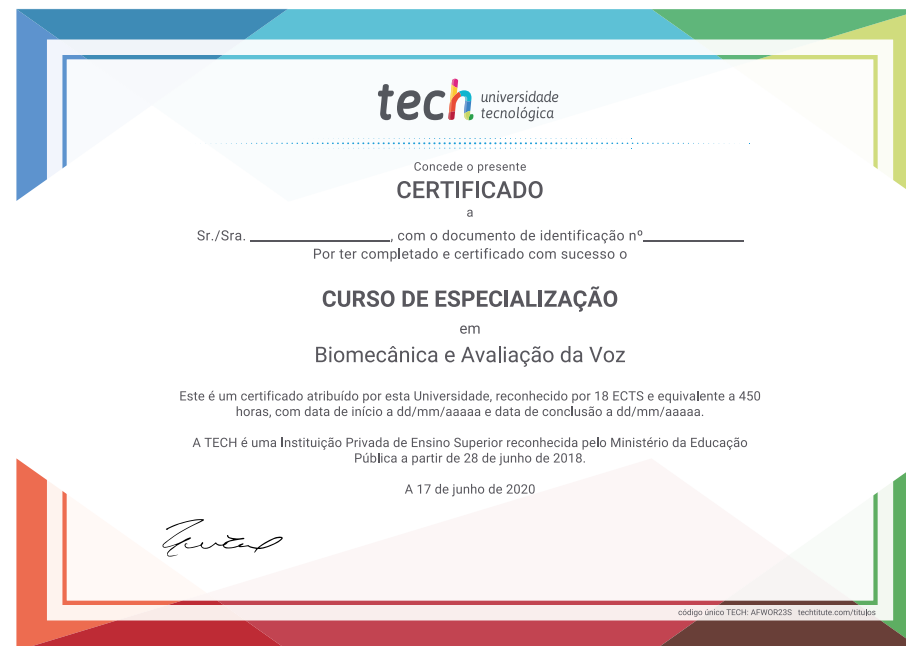 tech universidade
tecnológica
Concede o presente
CERTIFICADO
a
Sr./Sra. ________________, com o documento de identificação nº____________
Por ter completado e certificado com sucesso o
CURSO DE ESPECIALIZAÇÃO
em
Biomecânica e Avaliação da Voz
Este é um certificado atribuído por esta Universidade, reconhecido por 18 ECTS e equivalente a 450
horas, com data de início a dd/mm/aaaaa e data de conclusão a dd/mm/aaaaa.
A TECH é uma Instituição Privada de Ensino Superior reconhecida pelo Ministério da Educação
Pública a partir de 28 de junho de 2018.
A 17 de junho de 2020
código único TECH: AFWOR23S techtitute.com/titulos